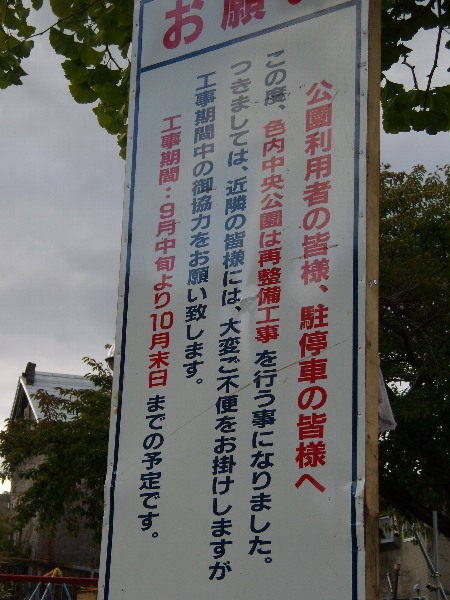 お願い
公園利用者の皆様、駐停車の皆様へ
この度、色内中央公園は再整備工事を行う事になりました。
つきましては、近隣の皆様には、大変ご不便をお掛けしますが
工事期間中の御協力をお願い致します。
工事期間：9月中旬より10月末日までの予定です。